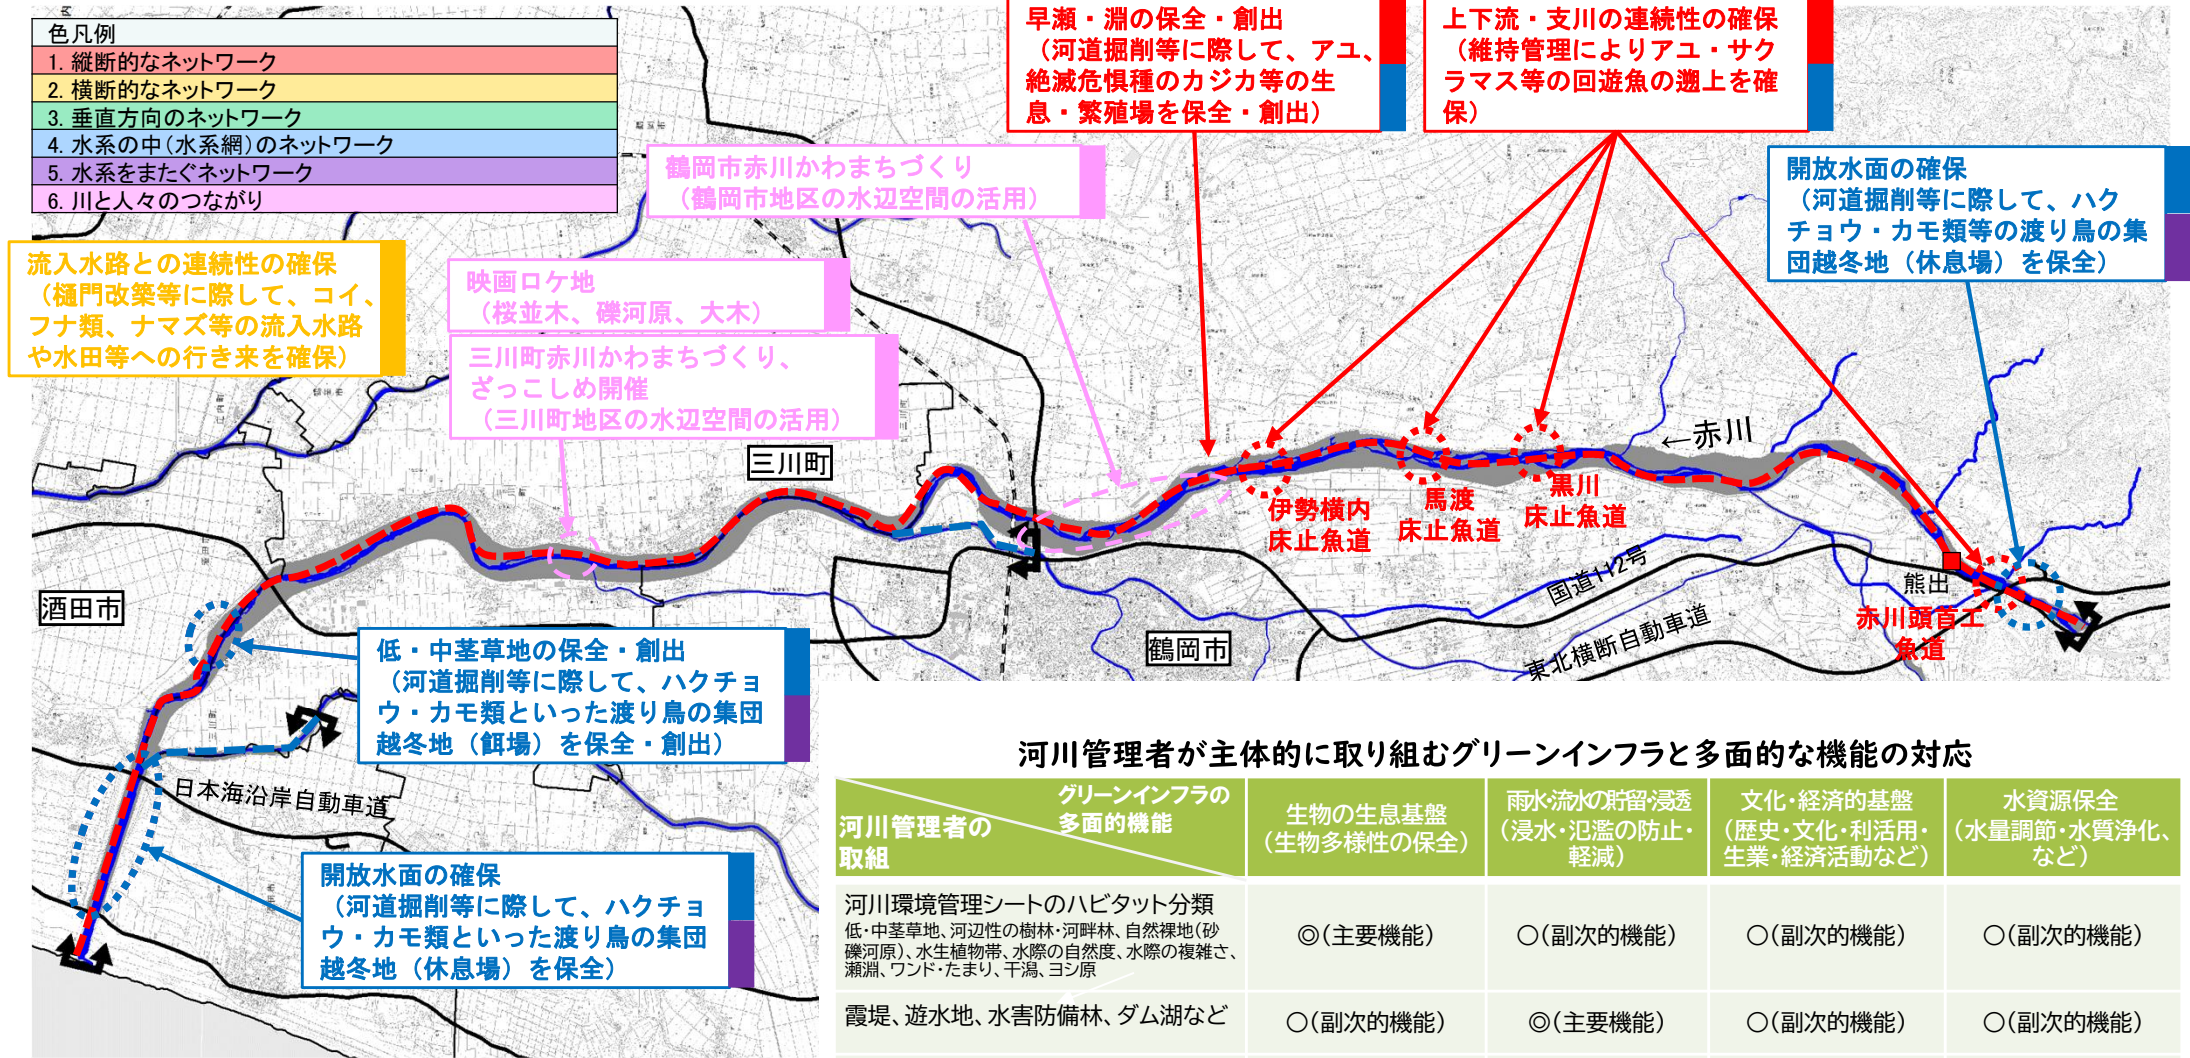 色凡例
1. 縦断的なネットワーク
2. 横断的なネットワーク
3. 垂直方向のネットワーク
4. 水系の中(水系網)のネットワーク
5. 水系をまたぐネットワーク
6. 川と人々のつながり
早瀬・淵の保全・創出
（河道掘削等に際して、アユ、
絶滅危惧種のカジカ等の生
息・繁殖場を保全・創出）
上下流・支川の連続性の確保
（維持管理によりアユ・サク
ラマス等の回遊魚の遡上を確
保）
鶴岡市赤川かわまちづくり
（鶴岡市地区の水辺空間の活用）
開放水面の確保
（河道掘削等に際して、ハク
チョウ・カモ類等の渡り鳥の集
団越冬地（休息場）を保全）
流入水路との連続性の確保
（樋門改築等に際して、コイ、
フナ類、ナマズ等の流入水路
や水田等への行き来を確保）
映画ロケ地
（桜並木、礫河原、大木）
三川町赤川かわまちづくり、
ざっこしめ開催
（三川町地区の水辺空間の活用）
三川町
←赤川
伊勢横内
床止魚道
馬渡
床止魚道
黒川
床止魚道
国道112号
熊出
赤川頭首工
魚道
東北横断自動車道
酒田市
鶴岡市
低・中茎草地の保全・創出
（河道掘削等に際して、ハクチョ
ウ・カモ類といった渡り鳥の集団
越冬地（餌場）を保全・創出）
日本海沿岸自動車道
開放水面の確保
（河道掘削等に際して、ハクチョ
ウ・カモ類といった渡り鳥の集団
越冬地（休息場）を保全）
河川管理者が主体的に取り組むグリーンインフラと多面的な機能の対応
グリーンインフラの
多面的機能
河川管理者の
取組
生物の生息基盤
(生物多様性の保全)
雨水・流水の貯留・浸透
(浸水・氾濫の防止・
軽減)
文化・経済的基盤
(歴史・文化・利活用・
生業・経済活動など)
水資源保全
(水量調節・水質浄化、
など)
河川環境管理シートのハビタット分類
低・中茎草地、河辺性の樹林・河畔林、自然裸地(砂
礫河原)、水生植物帯、水際の自然度、水際の複雑さ、
瀬淵、ワンド・たまり、干潟、ヨシ原
◎(主要機能)
○(副次的機能)
○(副次的機能)
○(副次的機能)
霞堤、遊水地、水害防備林、ダム湖など
○(副次的機能)
◎(主要機能)
○(副次的機能)
○(副次的機能)